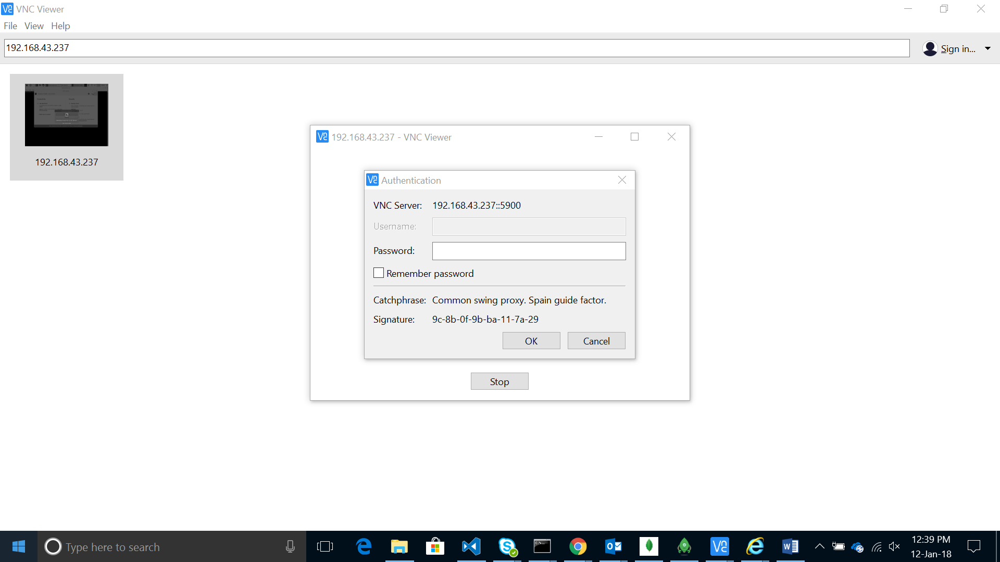 VNC Viewer
File View Help
192.168.43.237
Sign in...
192.168.43.237
192.168.43.237 - VNC Viewer
Authentication
VNC Server: 192.168.43.237::5900
Username:
Password:
Remember password
Catchphrase: Common swing proxy. Spain guide factor.
Signature: 9c-8b-0f-9b-ba-11-7a-29
OK Cancel
Stop
Type here to search
12:39 PM
12-Jan-18